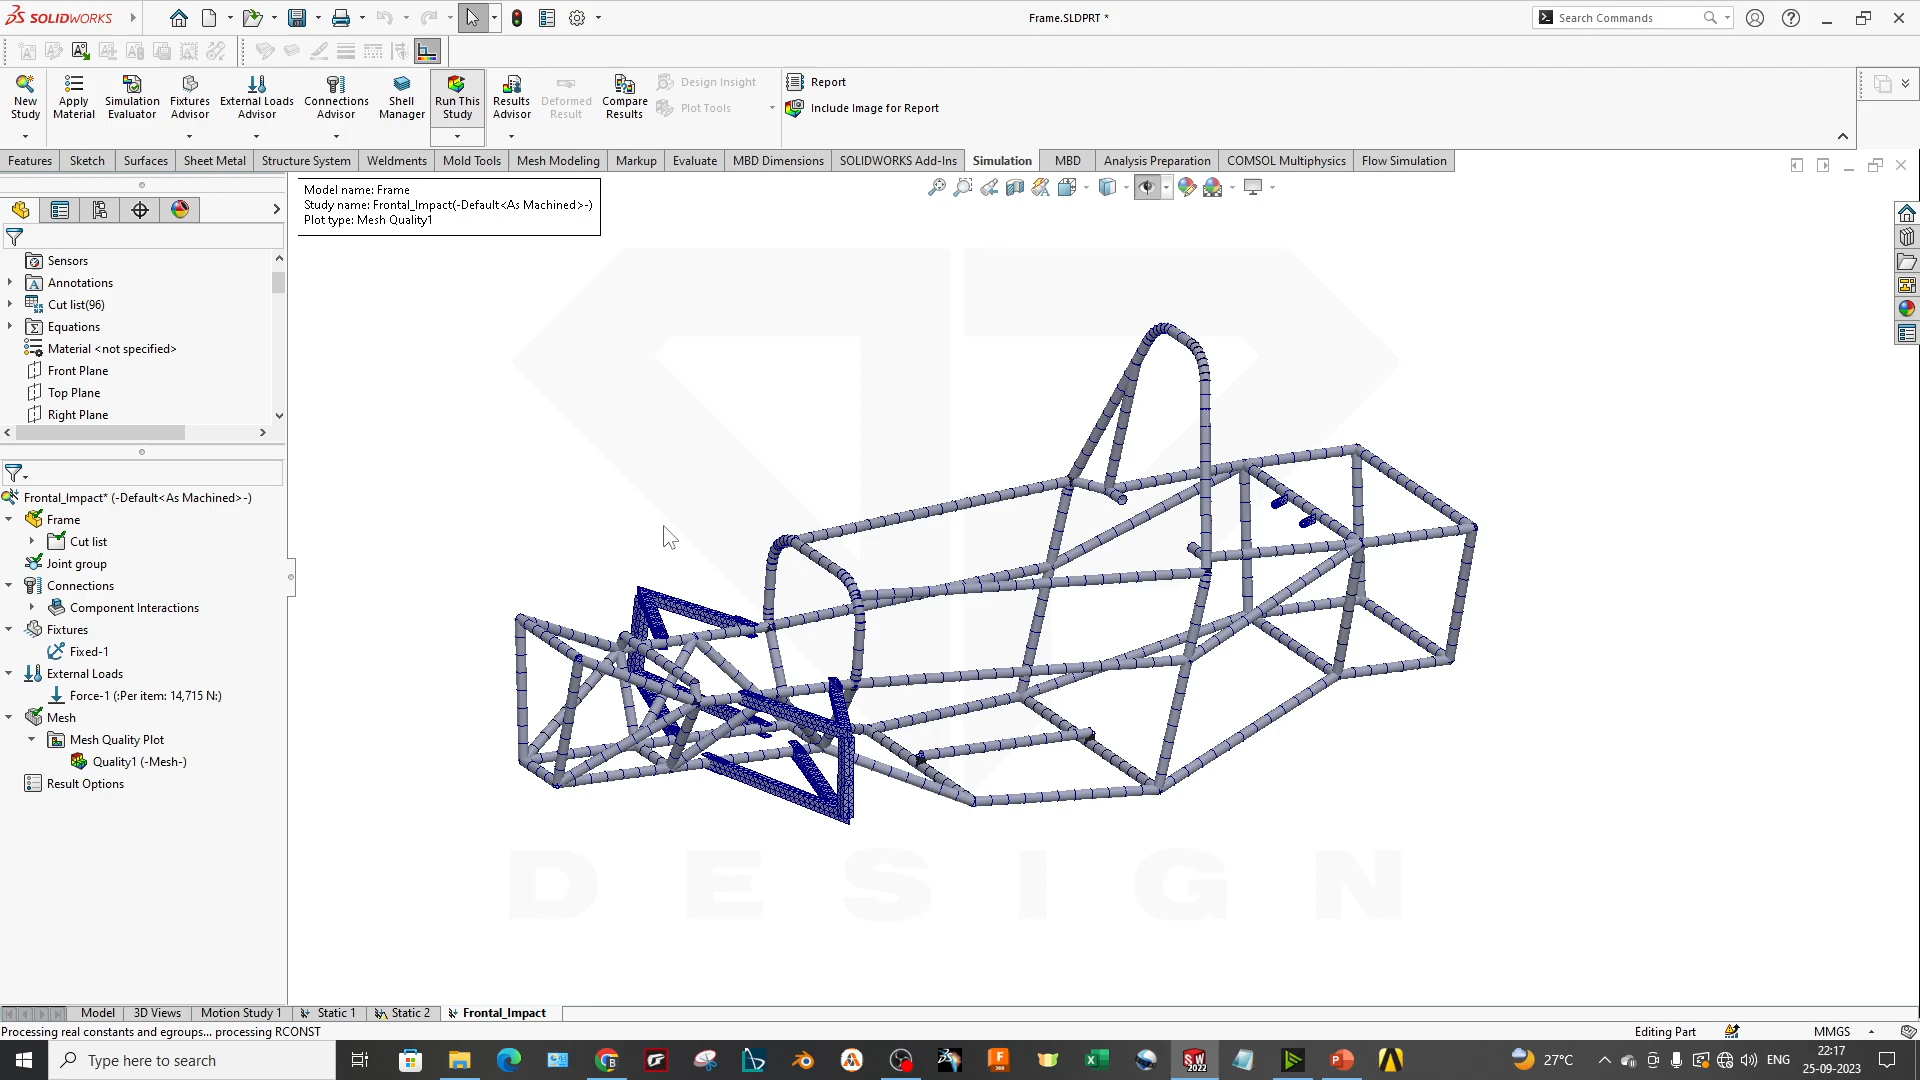 SOLIDWORKS
Frame.SLDPRT *
Search Commands
New Study
Apply Material
Simulation Evaluator
Fixtures Advisor
External Loads Advisor
Connections Advisor
Shell Manager
Run This Study
Results Advisor
Deformed Result
Compare Results
Design Insight
Plot Tools
Report
Include Image for Report
Features Sketch Surfaces Sheet Metal Structure System Weldments Mold Tools Mesh Modeling Markup Evaluate MBD Dimensions SOLIDWORKS Add-Ins Simulation MBD Analysis Preparation COMSOL Multiphysics Flow Simulation
Model name: Frame
Study name: Frontal_Impact(-Default<As Machined>-)
Plot type: Mesh Quality1
Sensors
Annotations
Cut list(96)
Equations
Material <not specified>
Front Plane
Top Plane
Right Plane
Frontal_Impact* (-Default<As Machined>-)
Frame
Cut list
Joint group
Connections
Component Interactions
Fixtures
Fixed-1
External Loads
Force-1 (:Per item: 14,715 N:)
Mesh
Mesh Quality Plot
Quality1 (-Mesh-)
Result Options
DESIGN
Model 3D Views Motion Study 1 Static 1 Static 2 Frontal_Impact
Processing real constants and egroups... processing RCONST
Editing Part
MMGS
Type here to search
27°C
ENG
22:17
25-09-2023